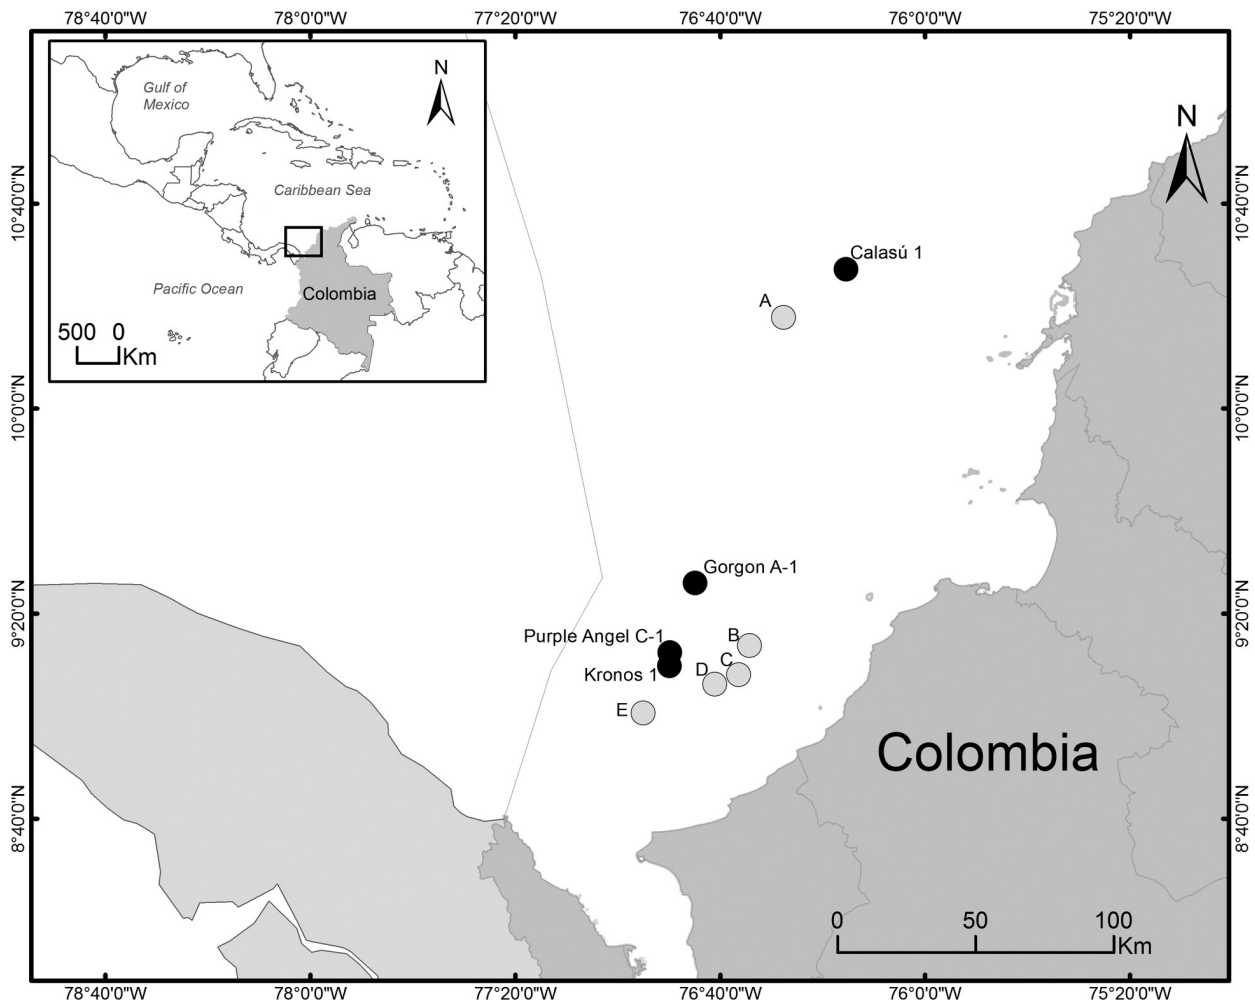 78°40'0"W
78°0'0"W
77°20'0"W
76°40'0"W
76°0'0"W
75°20'0"W
Gulf of
Mexico
N
Caribbean Sea
Pacific Ocean
Colombia
500 0
Km
N
10°40'0"N
10°40'0"N
Calasú 1
A
10°0'0"N
10°0'0"N
Gorgon A-1
9°20'0"N
9°20'0"N
Purple Angel C-1
B
Kronos 1
D
C
E
Colombia
8°40'0"N
8°40'0"N
0 50 100
Km
78°40'0"W
78°0'0"W
77°20'0"W
76°40'0"W
76°0'0"W
75°20'0"W